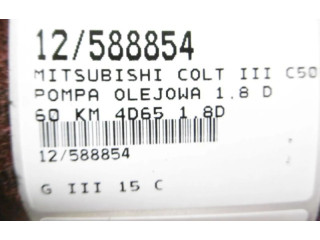 12/588854
MITSUBISHI COLT III C50
POMPA OLEJOWA 1.8 D
60 KM 4D65 1.8D
12/588854
G III 15 C